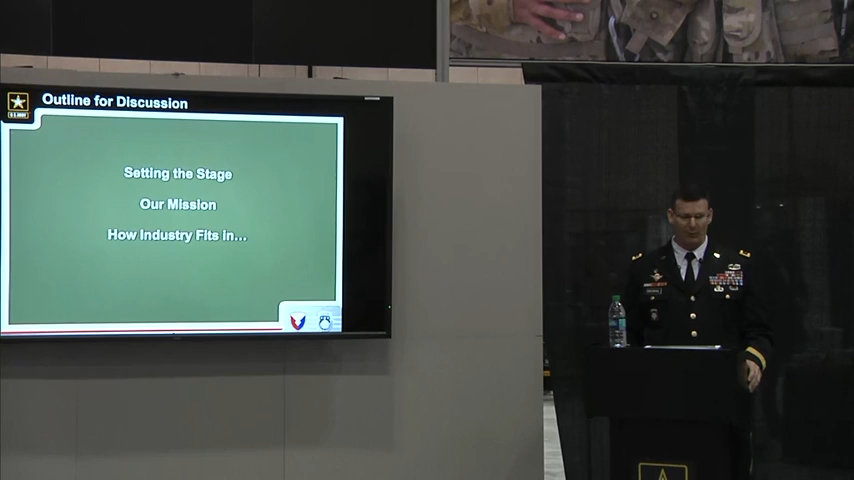 Outline for Discussion
U.S. ARMY
Setting the Stage
Our Mission
How Industry Fits in...